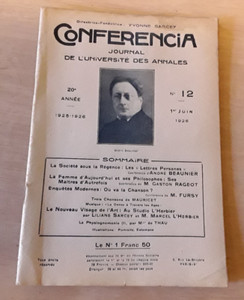 Directrice-Fondatrice : YVONNE SARCEY
CONFERENCIA
JOURNAL
DE L'UNIVERSITÉ DES ANNALES
20e
ANNÉE
1925-1926
N° 12
1er JUIN
1926
SOMMAIRE
La Société sous la Régence : Les « Lettres Persanes »
Conférence d'ANDRÉ BEAUNIER
La Femme d'Aujourd'hui et ses Philosophes : Ses
Maîtres d'Autrefois Conférence de M. GASTON RAGEOT
Enquêtes Modernes : Où va la Chanson ?
Conférence de M. FURSY
Trois Chansons de MAURICET
Le Nouveau Visage de l'Art : Au Studio L'Herbier
par LILIANE SARCEY et M. MARCEL L'HERBIER
Le N° 1 Franc 50